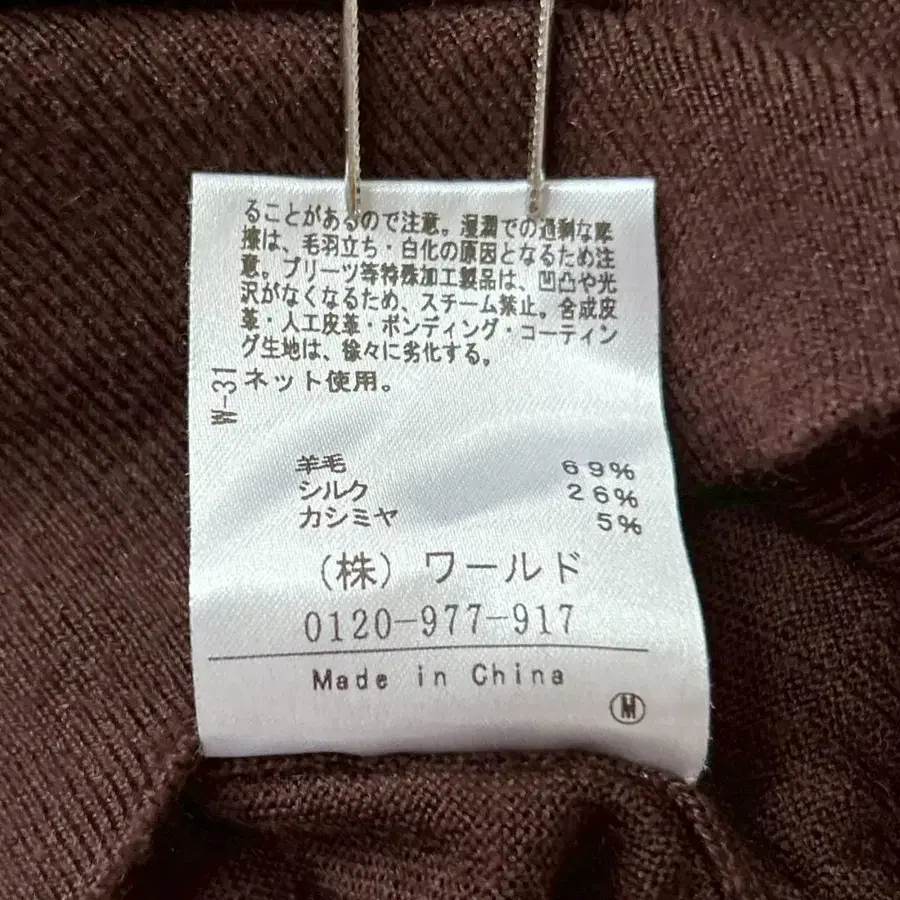 ることがあるので注意。湿潤での過剰な摩
擦は、毛羽立ち・白化の原因となるため注
意。プリーツ等特殊加工製品は、凹凸や光
沢がなくなるため、スチーム禁止。合成皮
革・人工皮革・ボンディング・コーティン
グ生地は、徐々に劣化する。
ネット使用。
W-31
羊毛 69%
シルク 26%
カシミヤ 5%
(株)ワールド
0120-977-917
Made in China
M